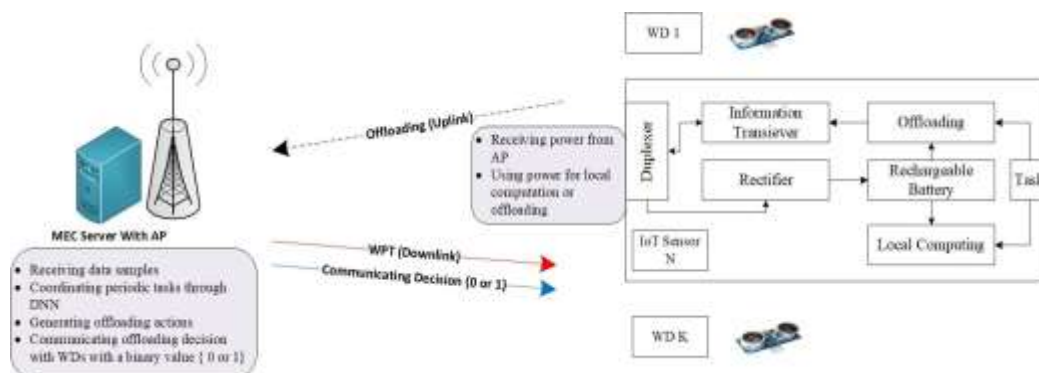 WD 1
Offloading (Uplink)
Receiving power from
AP
Using power for local
computation or
offloading
Duplexer
Information
Transiever
Offloading
Rectifier
Rechargeable
Battery
Task
IoT Sensor
N
Local Computing
MEC Server With AP
Receiving data samples
Coordinating periodic tasks through
DNN
Generating offloading actions
Communicating offloading decision
with WDs with a binary value { 0 or 1}
WPT (Downlink)
Communicating Decision (0 or 1)
WD K